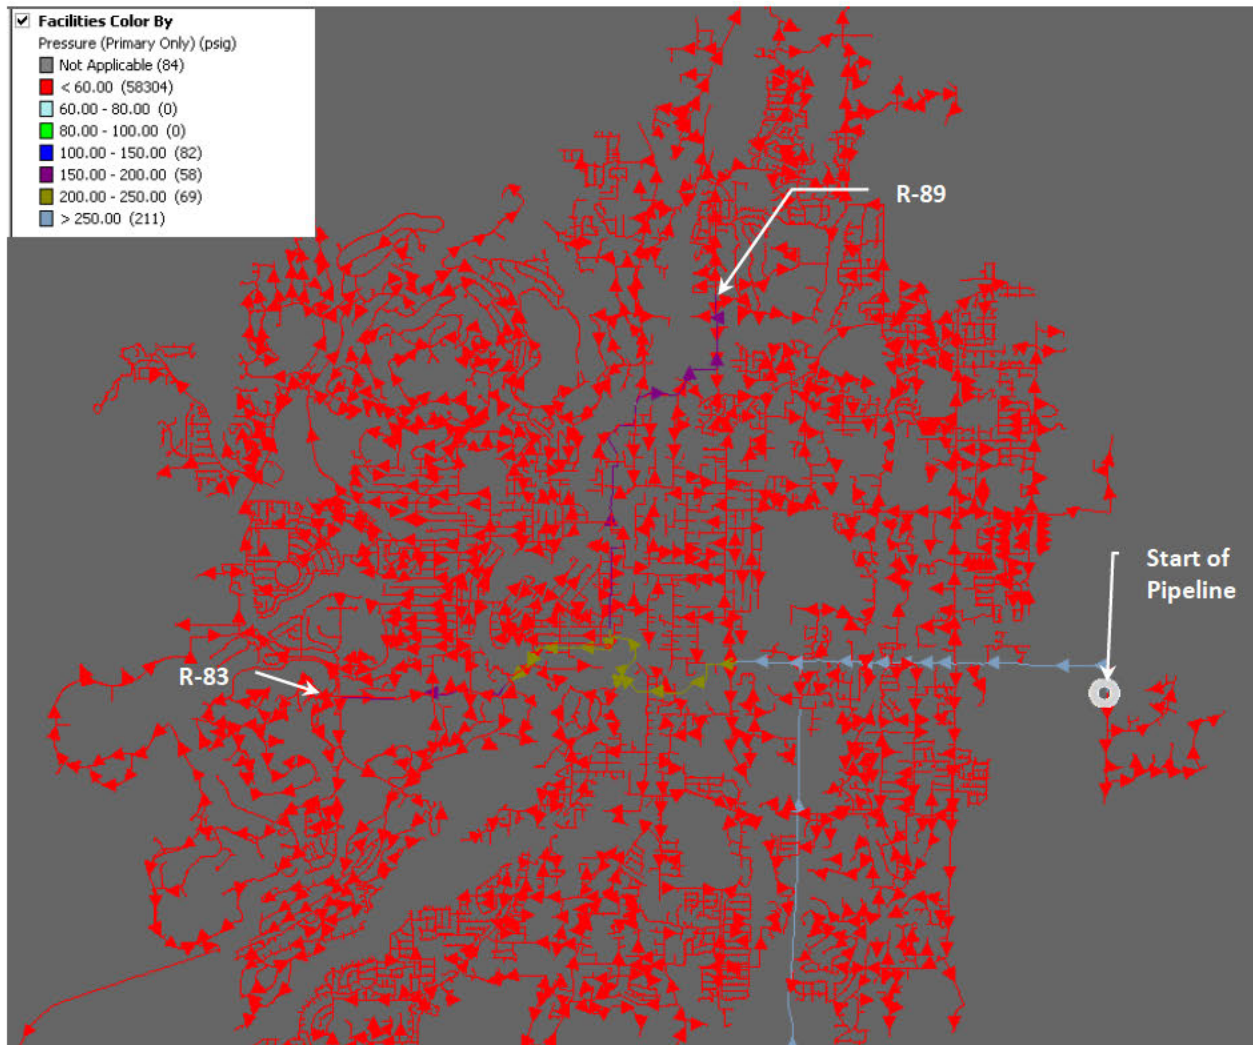 Facilities Color By
Pressure (Primary Only) (psig)
Not Applicable (84)
< 60.00 (58304)
60.00 - 80.00 (0)
80.00 - 100.00 (0)
100.00 - 150.00 (82)
150.00 - 200.00 (58)
200.00 - 250.00 (69)
> 250.00 (211)
R-89
Start of
Pipeline
R-83